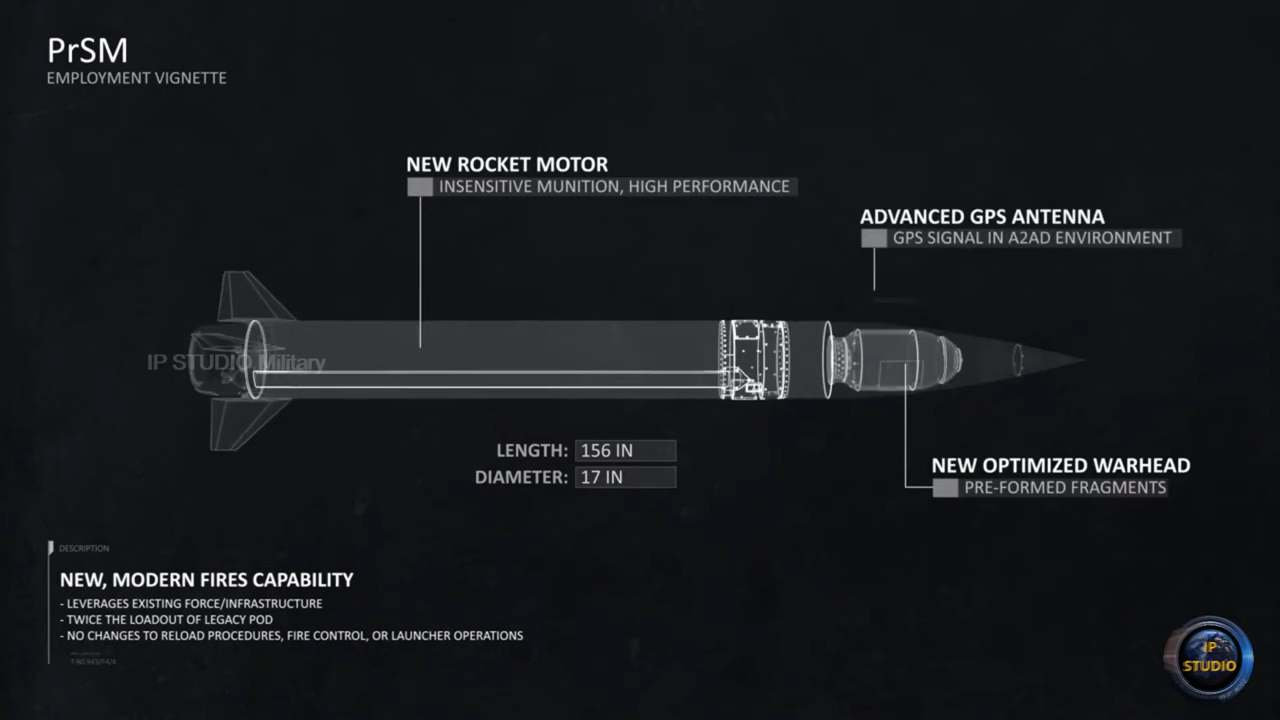 PrSM
EMPLOYMENT VIGNETTE
NEW ROCKET MOTOR
INSENSITIVE MUNITION, HIGH PERFORMANCE
ADVANCED GPS ANTENNA
GPS SIGNAL IN A2AD ENVIRONMENT
IP STUDIO Military
LENGTH: 156 IN
DIAMETER: 17 IN
NEW OPTIMIZED WARHEAD
PRE-FORMED FRAGMENTS
DESCRIPTION
NEW, MODERN FIRES CAPABILITY
- LEVERAGES EXISTING FORCE/INFRASTRUCTURE
- TWICE THE LOADOUT OF LEGACY POD
- NO CHANGES TO RELOAD PROCEDURES, FIRE CONTROL, OR LAUNCHER OPERATIONS
IP
STUDIO